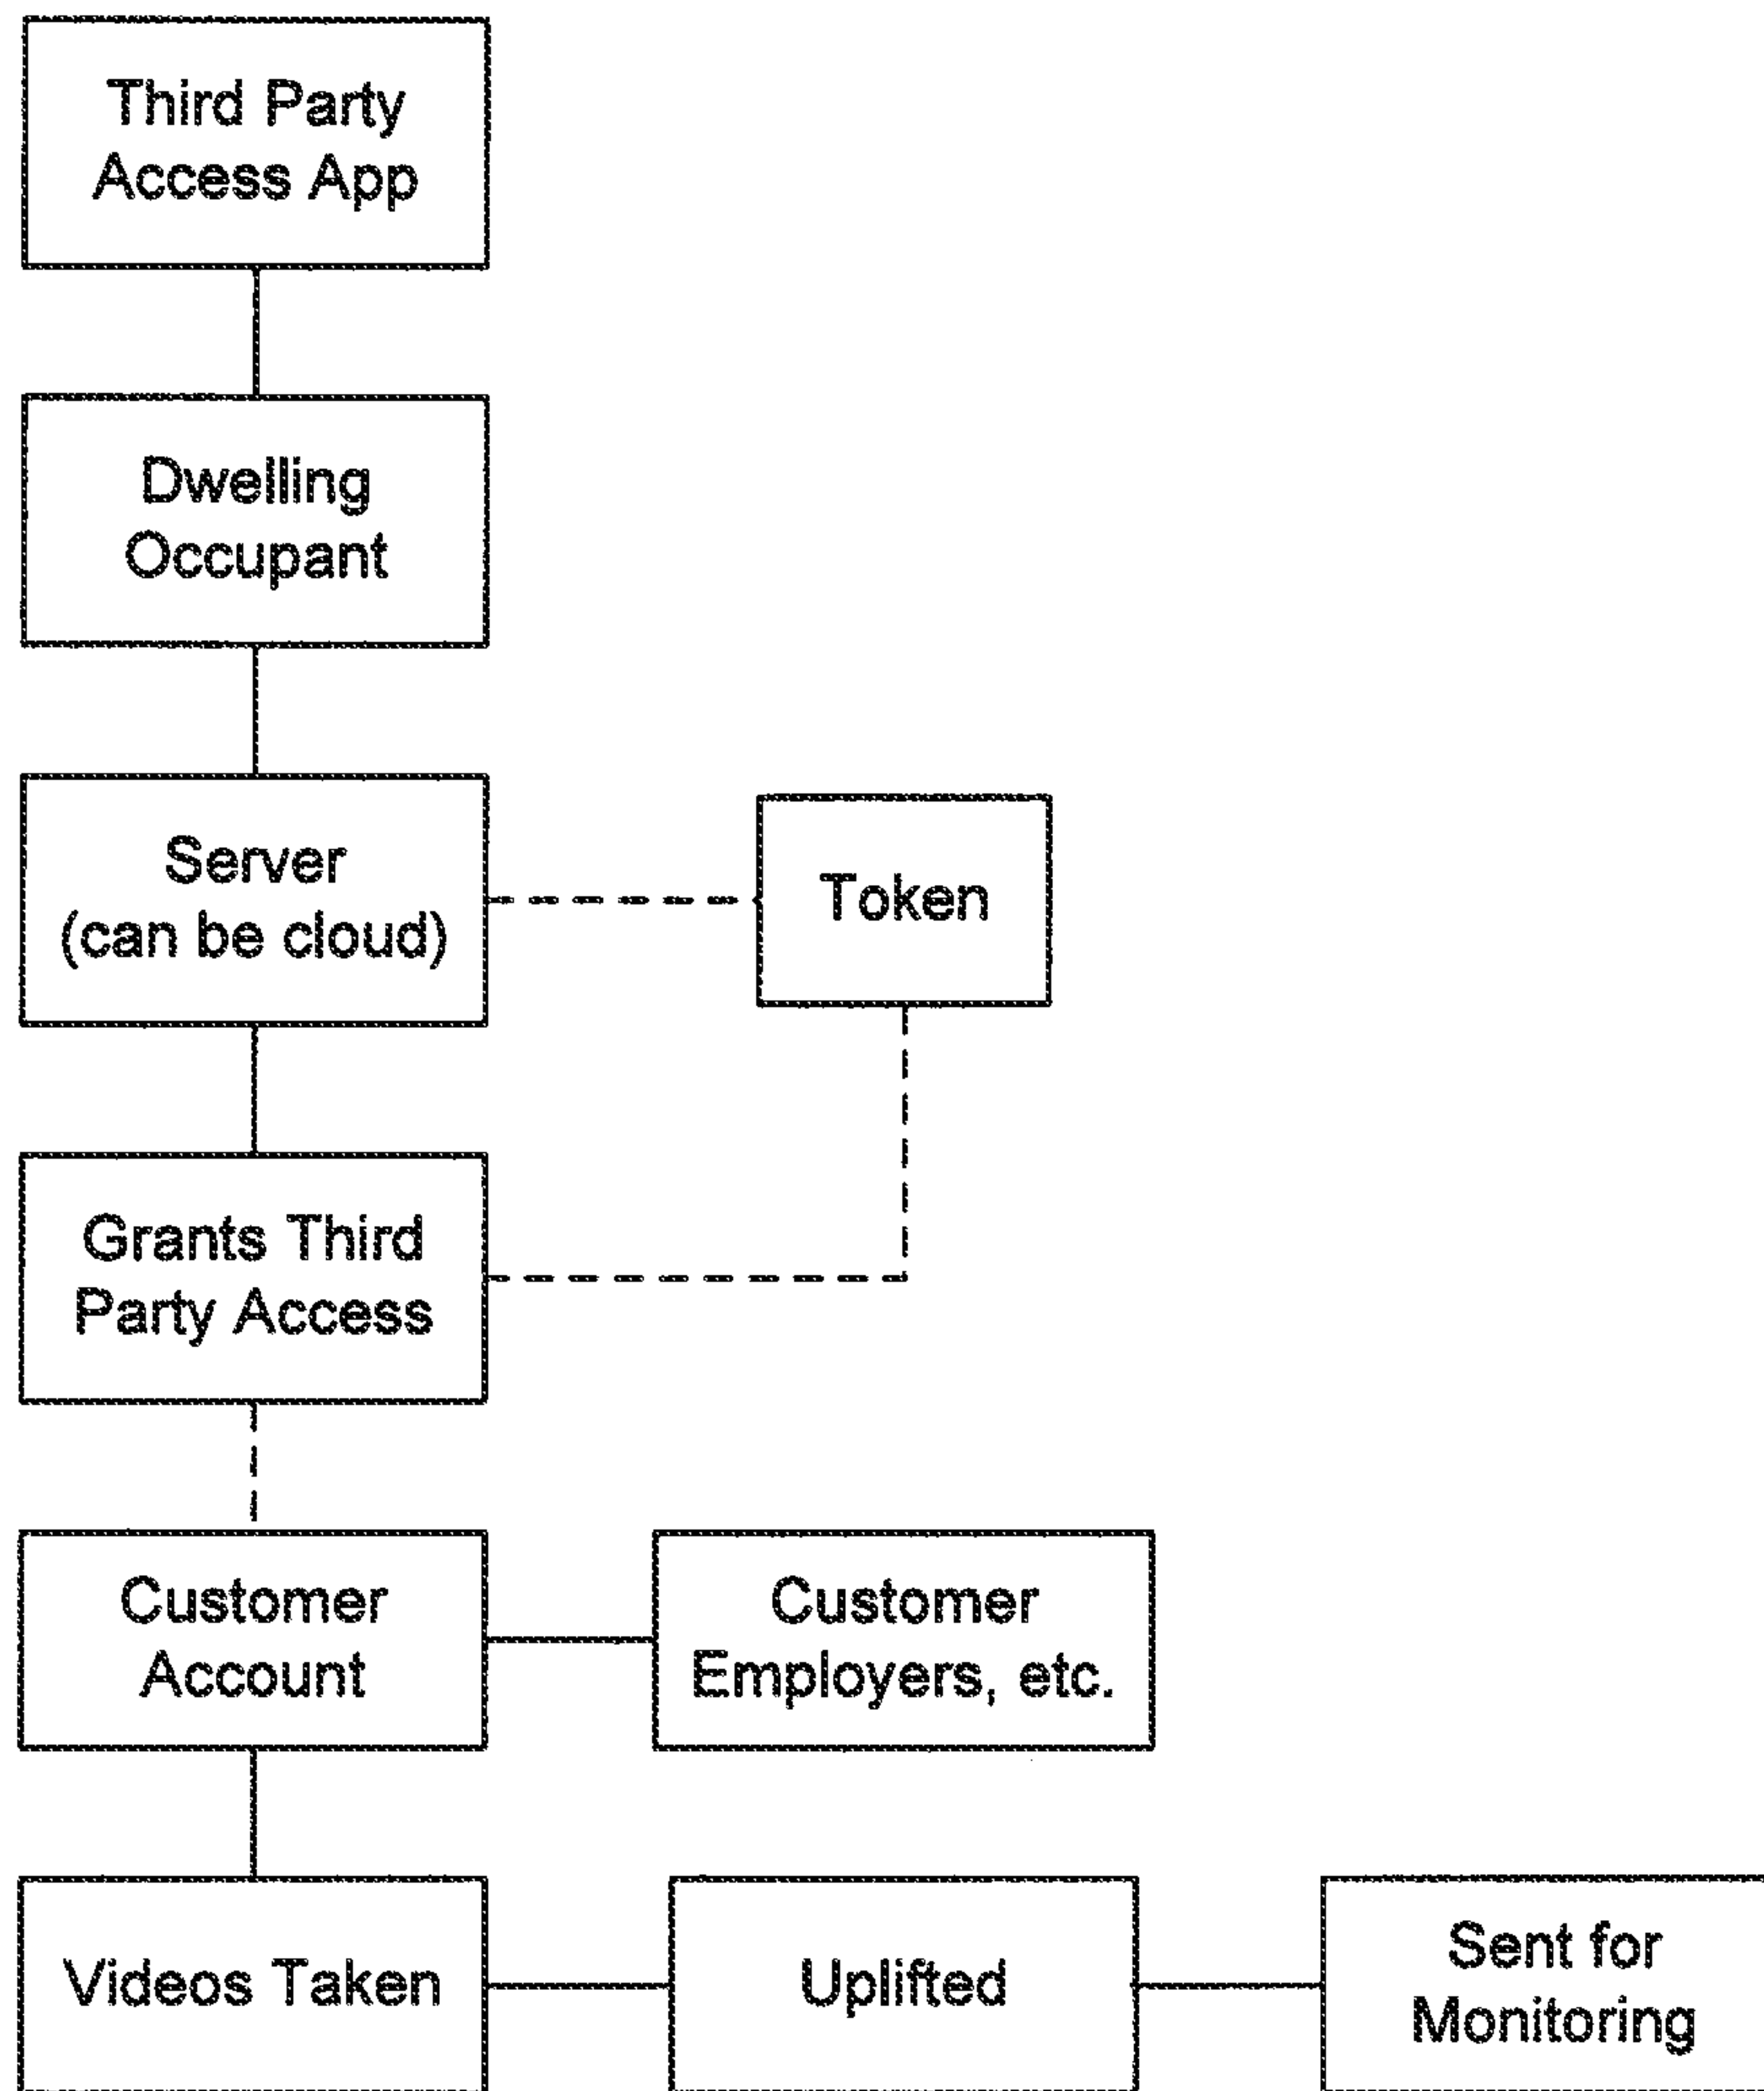 Third Party
Access App
Dwelling
Occupant
Server
(can be cloud)
Token
Grants Third
Party Access
Customer
Account
Customer
Employers, etc.
Videos Taken
Uplifted
Sent for
Monitoring